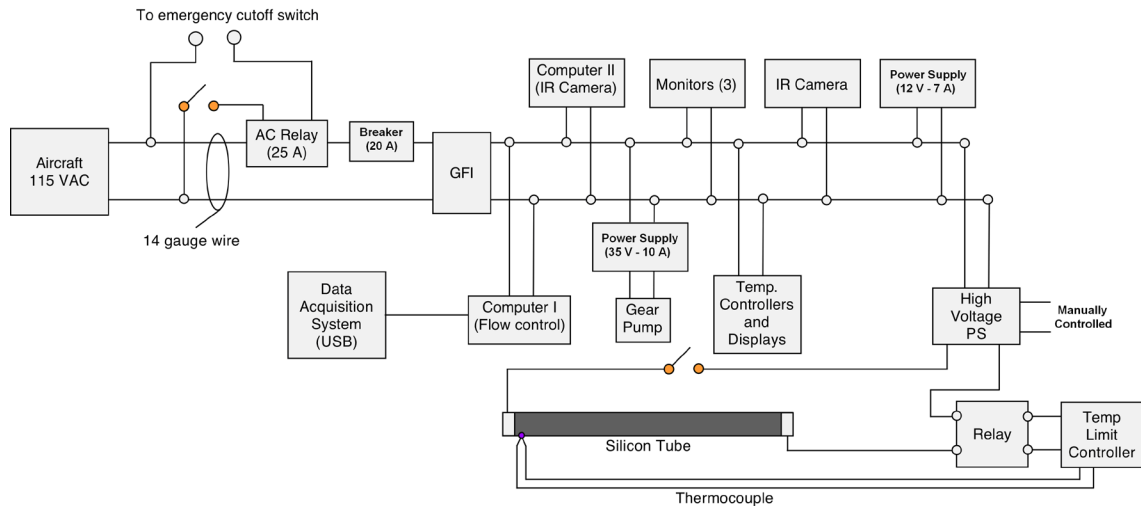 To emergency cutoff switch
Aircraft
115 VAC
AC Relay
(25 A)
Breaker
(20 A)
GFI
14 gauge wire
Computer II
(IR Camera)
Monitors (3)
IR Camera
Power Supply
(12 V - 7 A)
Power Supply
(35 V - 10 A)
Data
Acquisition
System
(USB)
Computer I
(Flow control)
Gear
Pump
Temp.
Controllers
and
Displays
High
Voltage
PS
Manually
Controlled
Silicon Tube
Relay
Temp
Limit
Controller
Thermocouple